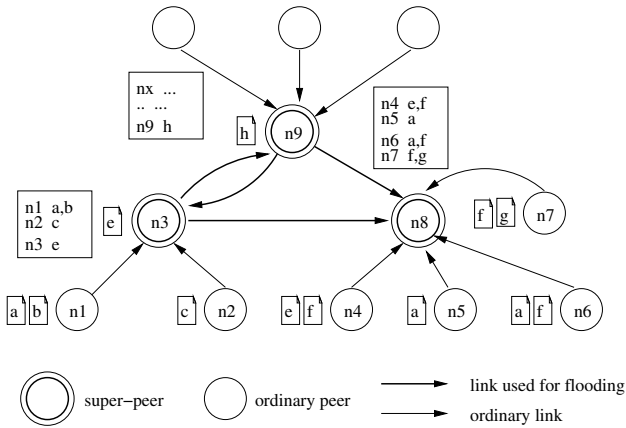 nx ...
.. ...
n9 h
h
n9
n4 e,f
n5 a
n6 a,f
n7 f,g
n1 a,b
n2 c
n3 e
e
n3
n8
f
g
n7
a
b
n1
c
n2
e
f
n4
a
n5
a
f
n6
super-peer
ordinary peer
link used for flooding
ordinary link